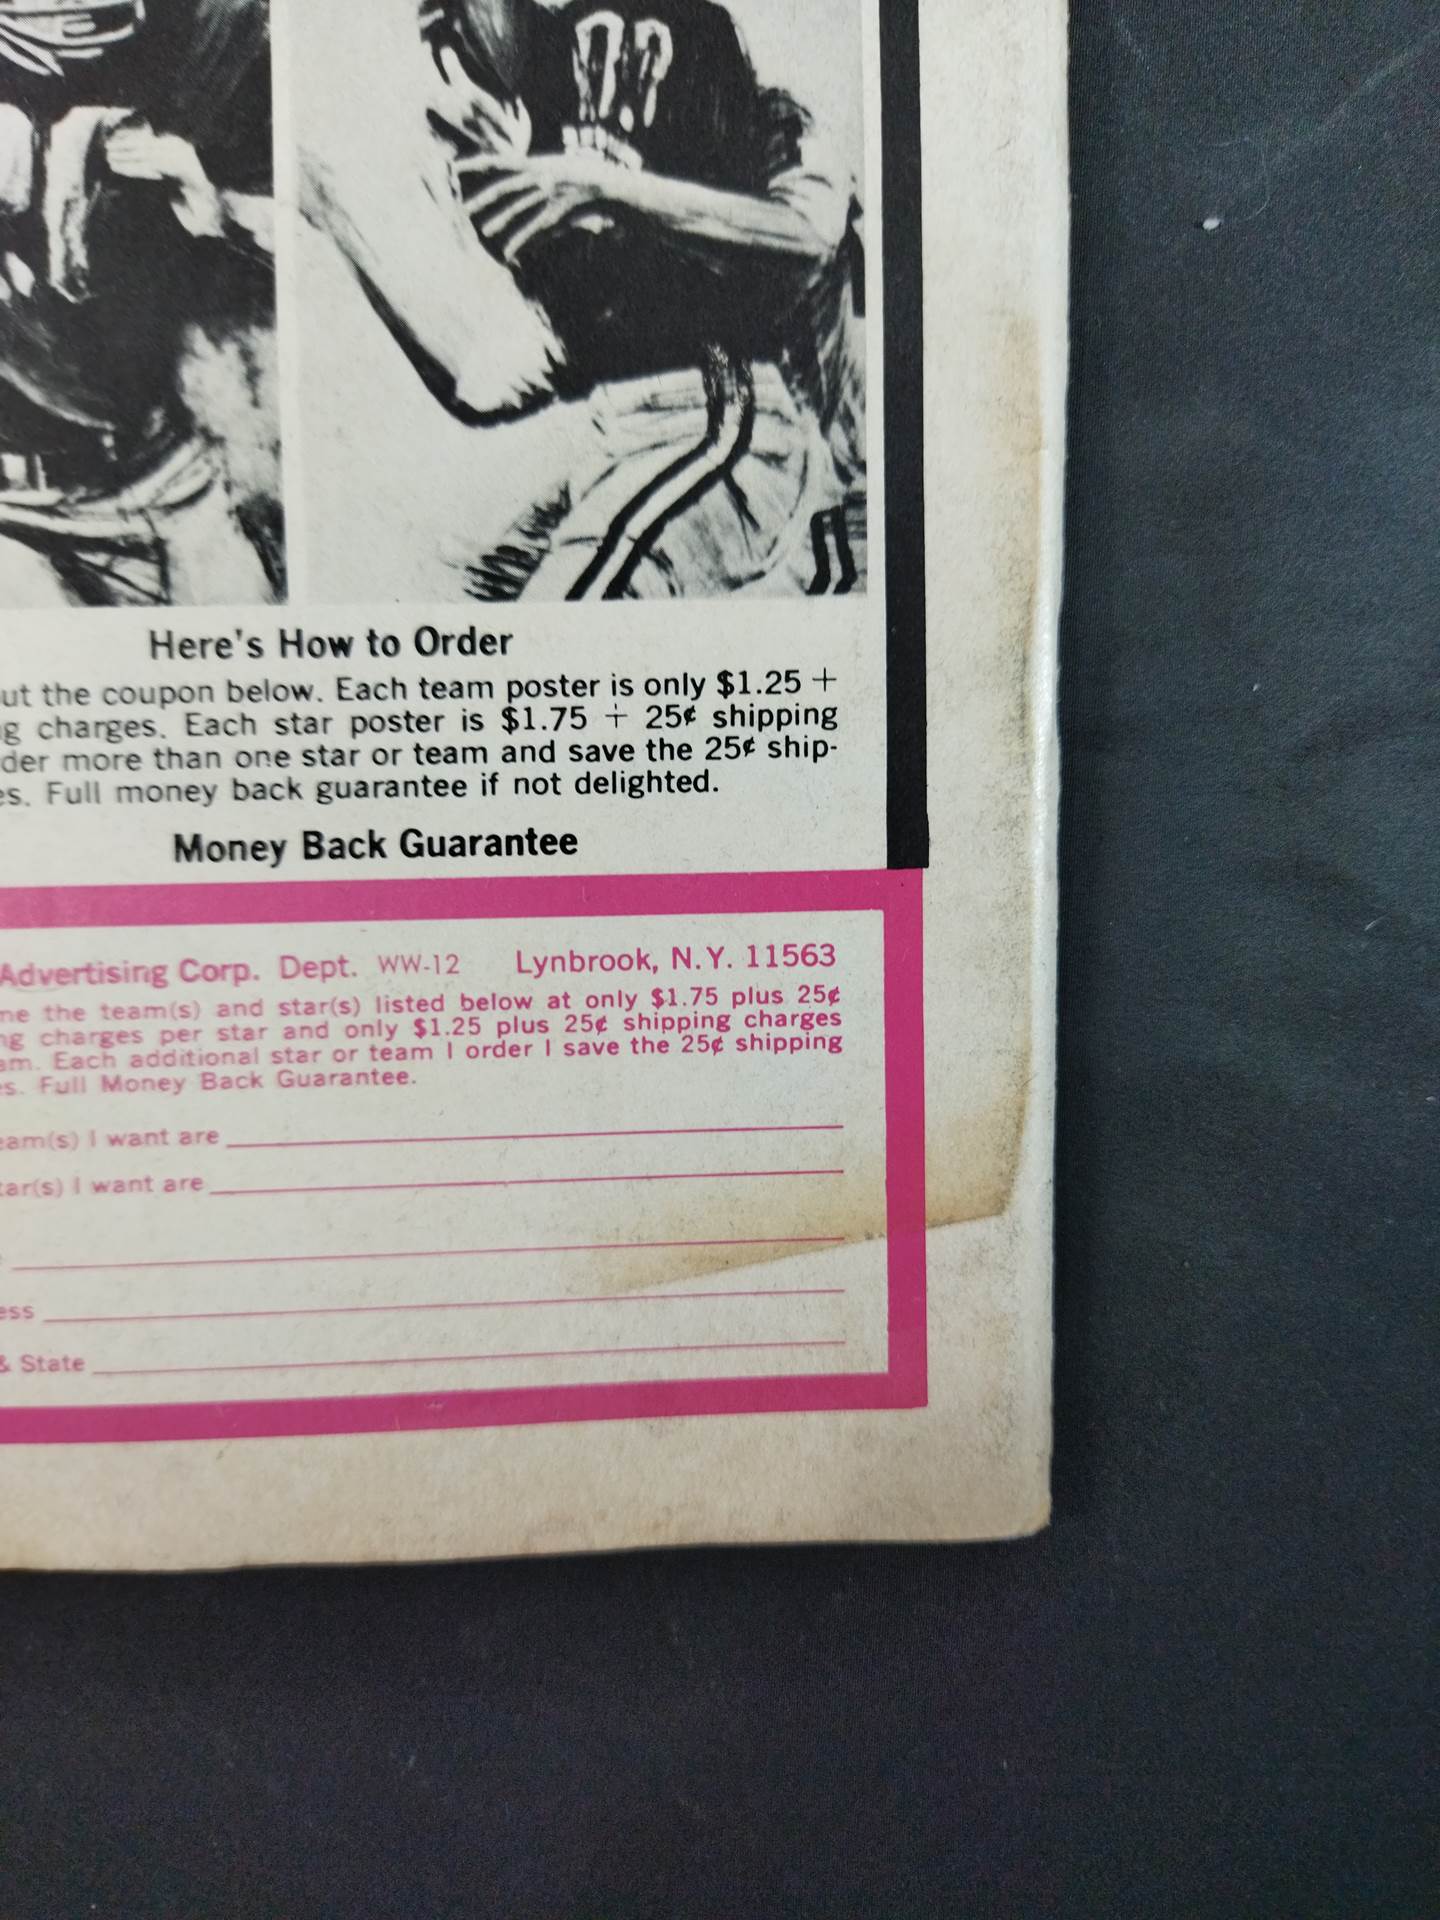 Here's How to Order
ut the coupon below. Each team poster is only $1.25 +
g charges. Each star poster is $1.75 + 25¢ shipping
der more than one star or team and save the 25¢ ship-
es. Full money back guarantee if not delighted.
Money Back Guarantee
Advertising Corp. Dept. WW-12 Lynbrook, N.Y. 11563
me the team(s) and star(s) listed below at only $1.75 plus 25¢
ng charges per star and only $1.25 plus 25¢ shipping charges
am. Each additional star or team I order I save the 25¢ shipping
es. Full Money Back Guarantee.
eam(s) I want are
tar(s) I want are
ess
& State